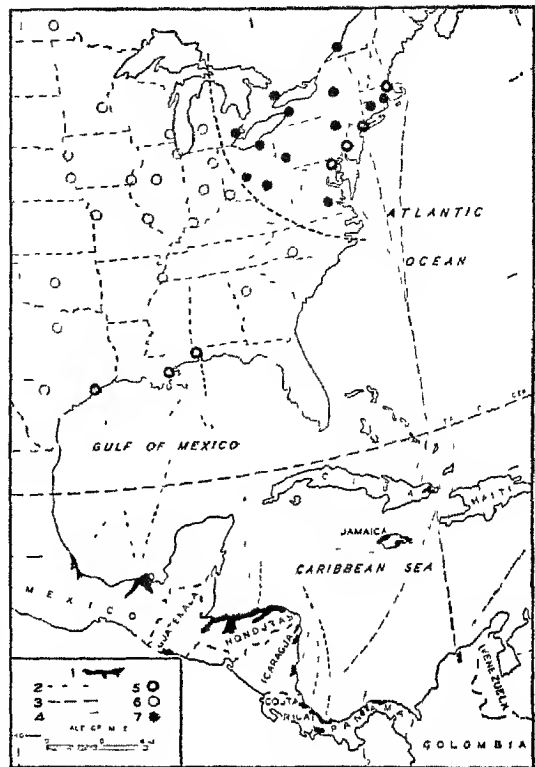 ATLANTIC
OCEAN
GULF OF MEXICO
CUBA
HAITI
JAMAICA
CARIBBEAN SEA
MEXICO
GUATEMALA
HONDURAS
NICARAGUA
COSTA
RICA
PANAMA
VENEZUELA
COLOMBIA
1
2
5
3
6
4
7